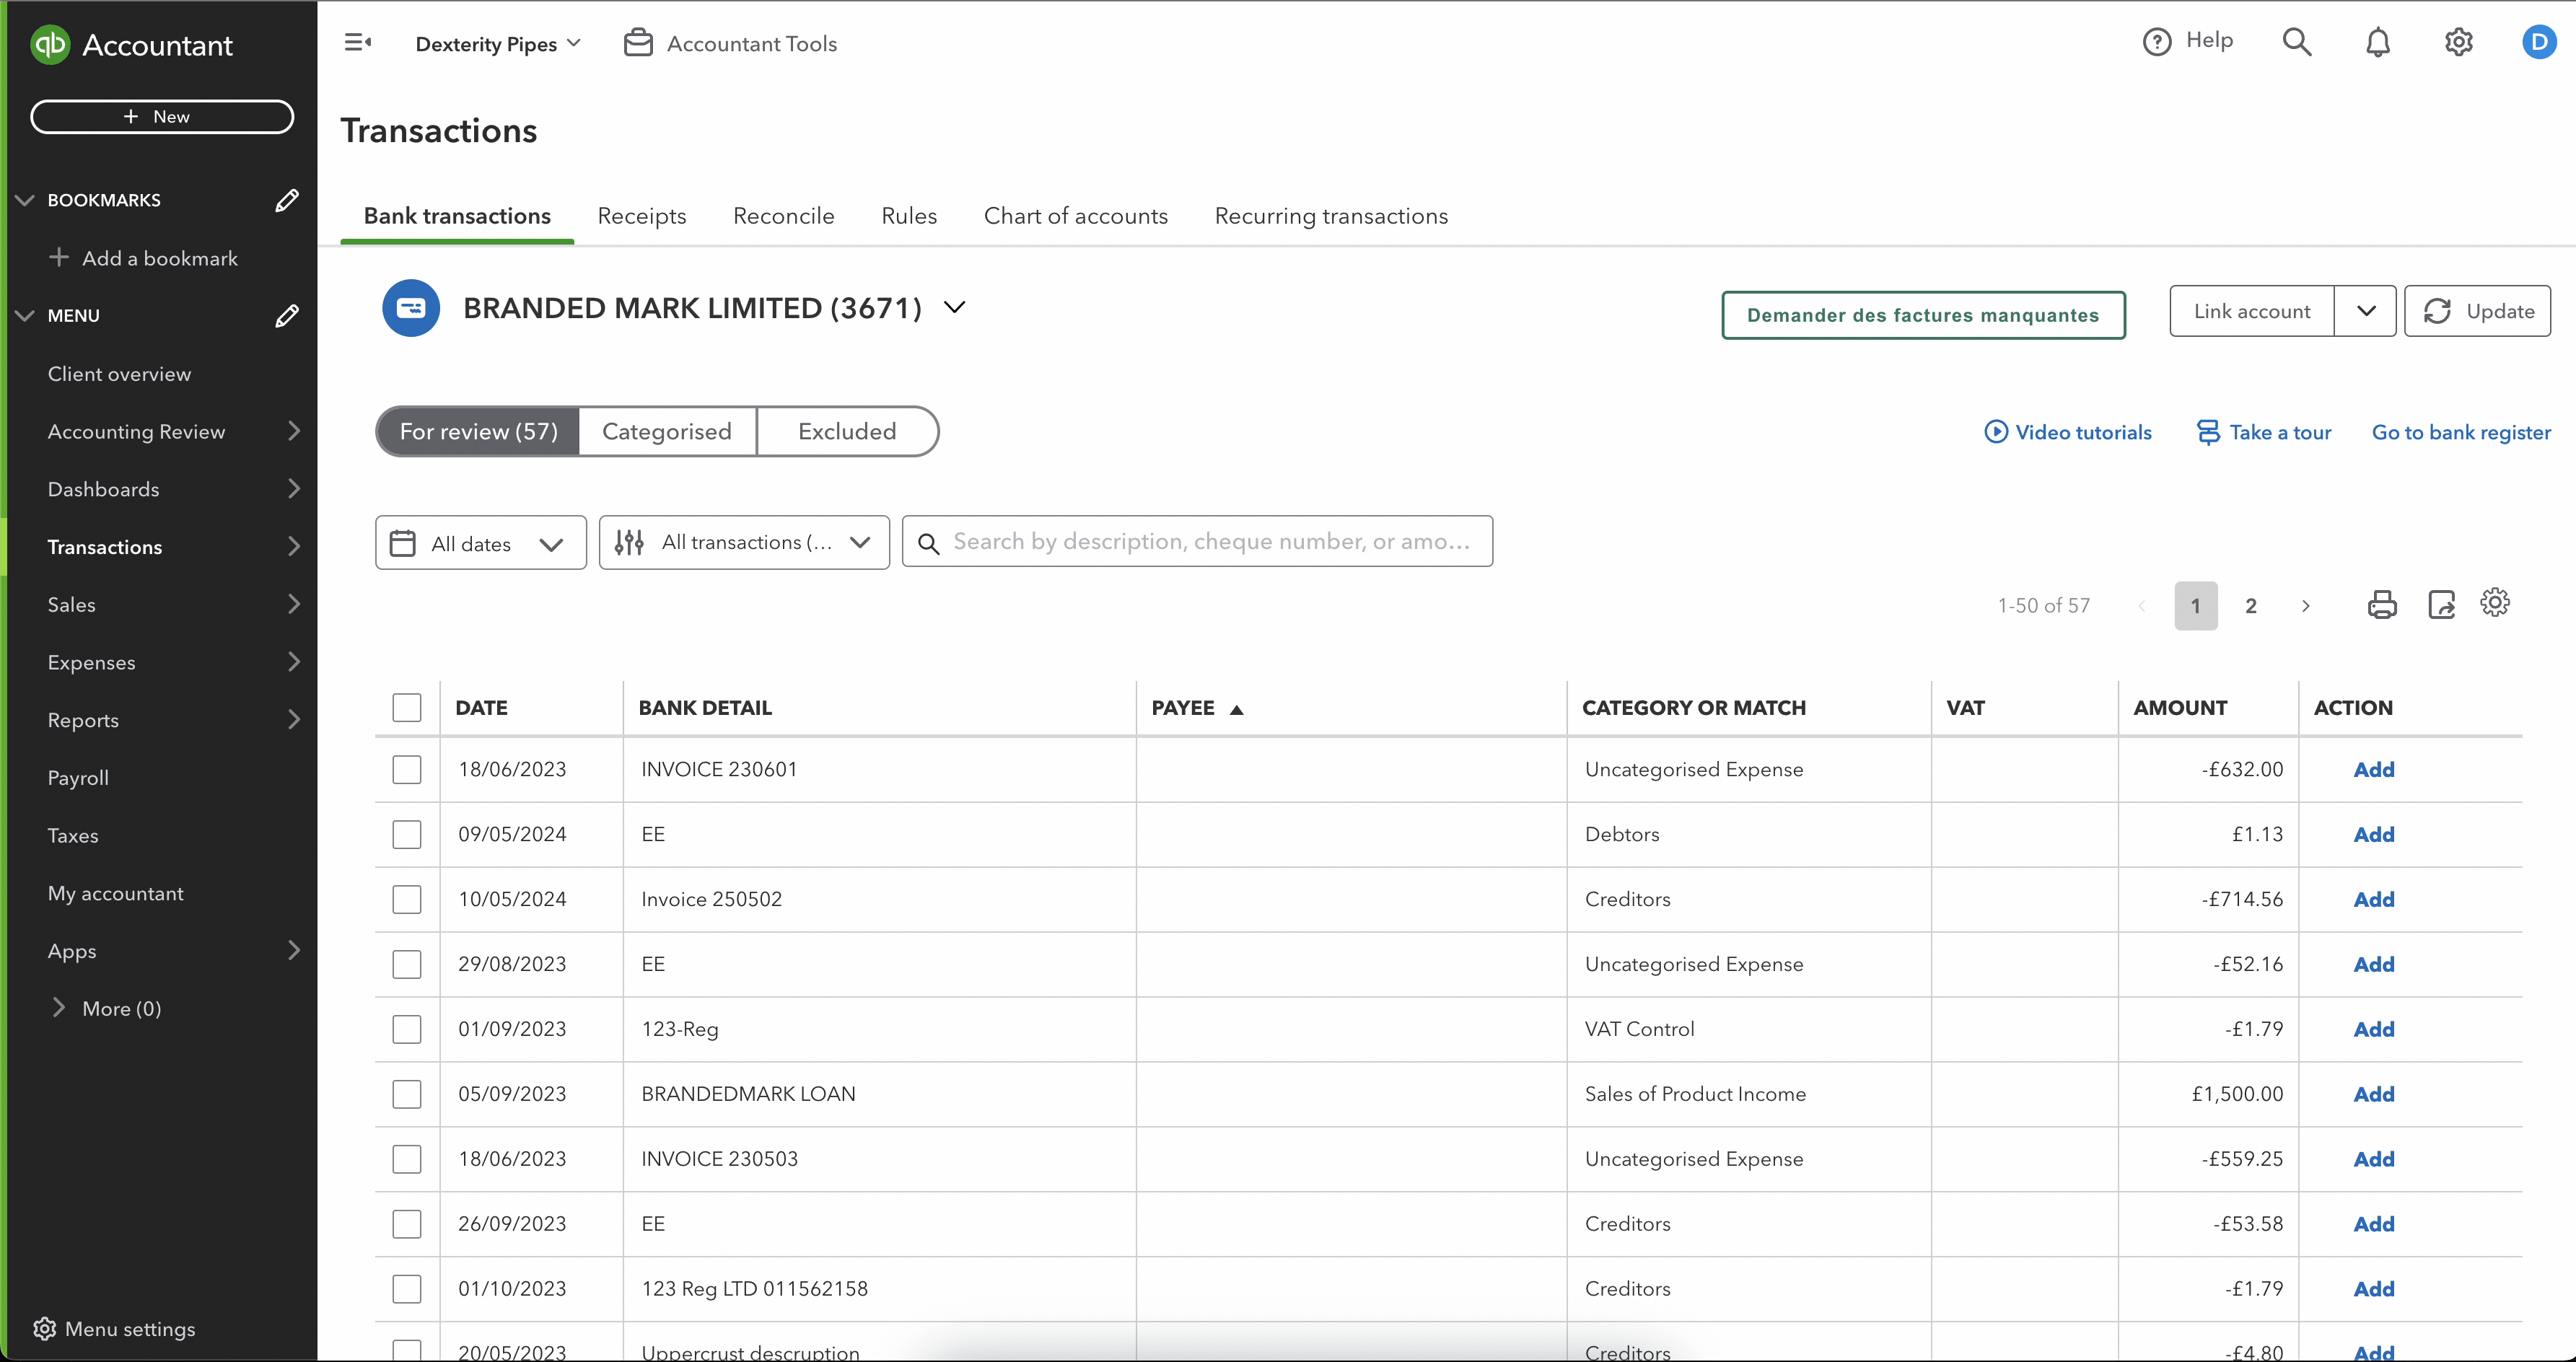 qb Accountant
Dexterity Pipes
Accountant Tools
Help
D
+ New
Transactions
BOOKMARKS
Add a bookmark
Bank transactions Receipts Reconcile Rules Chart of accounts Recurring transactions
MENU
Client overview
Accounting Review
Dashboards
Transactions
Sales
Expenses
Reports
Payroll
Taxes
My accountant
Apps
More (0)
Menu settings
BRANDED MARK LIMITED (3671)
Demander des factures manquantes
Link account
Update
For review (57) Categorised Excluded
Video tutorials Take a tour Go to bank register
All dates
All transactions (...
Search by description, cheque number, or amo...
1-50 of 57 1 2
DATE BANK DETAIL PAYEE CATEGORY OR MATCH VAT AMOUNT ACTION
18/06/2023 INVOICE 230601 Uncategorised Expense -£632.00 Add
09/05/2024 EE Debtors £1.13 Add
10/05/2024 Invoice 250502 Creditors -£714.56 Add
29/08/2023 EE Uncategorised Expense -£52.16 Add
01/09/2023 123-Reg VAT Control -£1.79 Add
05/09/2023 BRANDEDMARK LOAN Sales of Product Income £1,500.00 Add
18/06/2023 INVOICE 230503 Uncategorised Expense -£559.25 Add
26/09/2023 EE Creditors -£53.58 Add
01/10/2023 123 Reg LTD 011562158 Creditors -£1.79 Add
20/05/2023 Uppercrust descruption Creditors -£4.80 Add